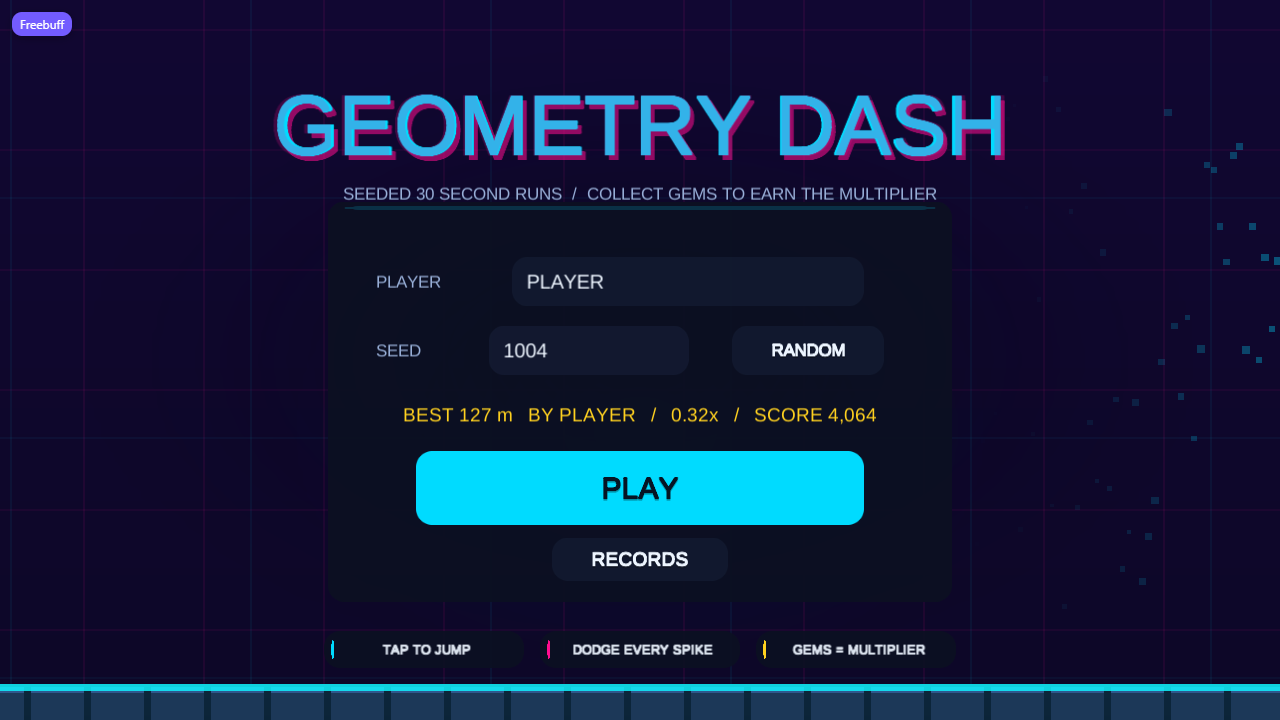 Freebuff
GEOMETRY DASH
SEEDED 30 SECOND RUNS / COLLECT GEMS TO EARN THE MULTIPLIER
PLAYER PLAYER
SEED 1004 RANDOM
BEST 127 m BY PLAYER / 0.32x / SCORE 4,064
PLAY
RECORDS
TAP TO JUMP DODGE EVERY SPIKE GEMS = MULTIPLIER